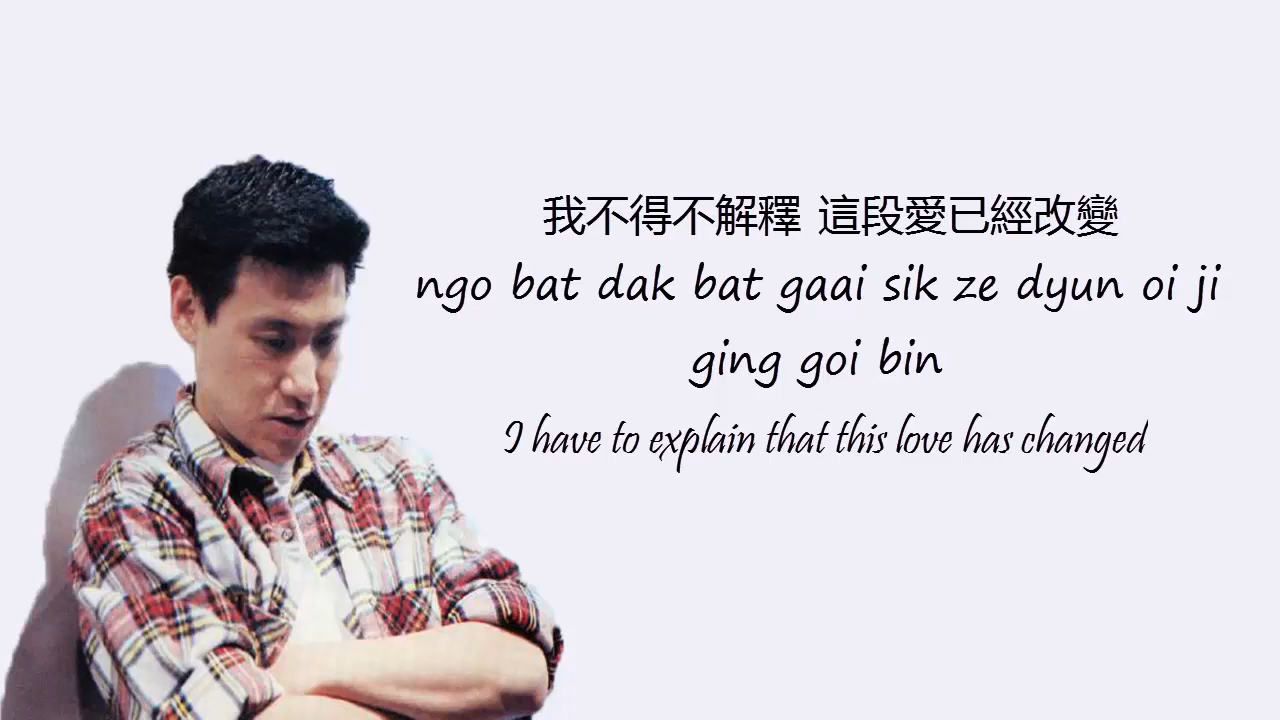 我不得不解釋 這段愛已經改變
ngo bat dak bat gaai sik ze dyun oi ji
ging goi bin
I have to explain that this love has changed